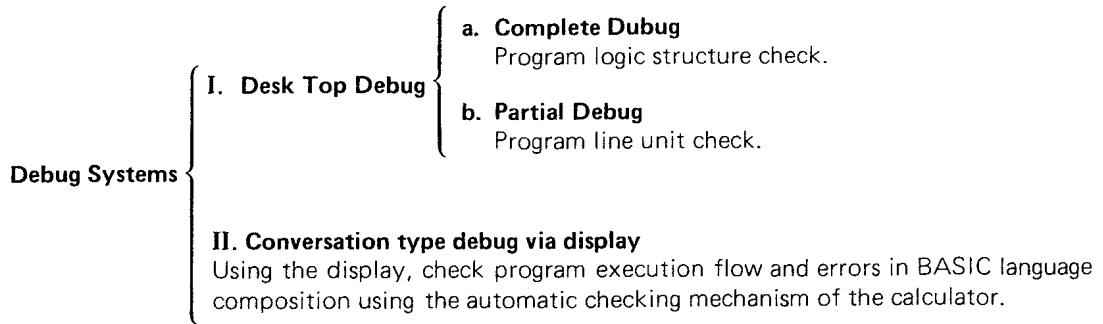 a. Complete Dubug
Program logic structure check.
I. Desk Top Debug
b. Partial Debug
Program line unit check.
Debug Systems
II. Conversation type debug via display
Using the display, check program execution flow and errors in BASIC language
composition using the automatic checking mechanism of the calculator.